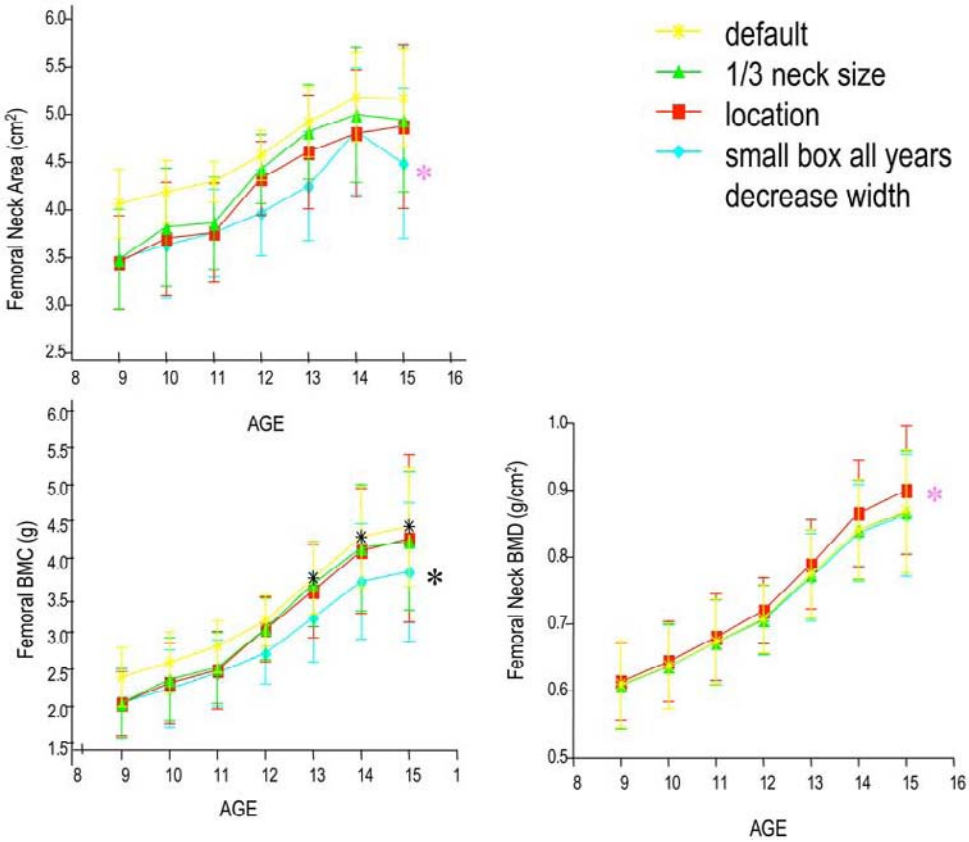 6.0
5.5
5.0
4.5
4.0
3.5
3.0
2.5
Femoral Neck Area (cm²)
8 9 10 11 12 13 14 15 16
AGE
*
default
1/3 neck size
location
small box all years
decrease width
6.0
5.5
5.0
4.5
4.0
3.5
3.0
2.5
2.0
1.5
Femoral BMC (g)
* * * *
8 9 10 11 12 13 14 15 1
AGE
1.0
0.9
0.8
0.7
0.6
0.5
Femoral Neck BMD (g/cm²)
*
8 9 10 11 12 13 14 15 16
AGE